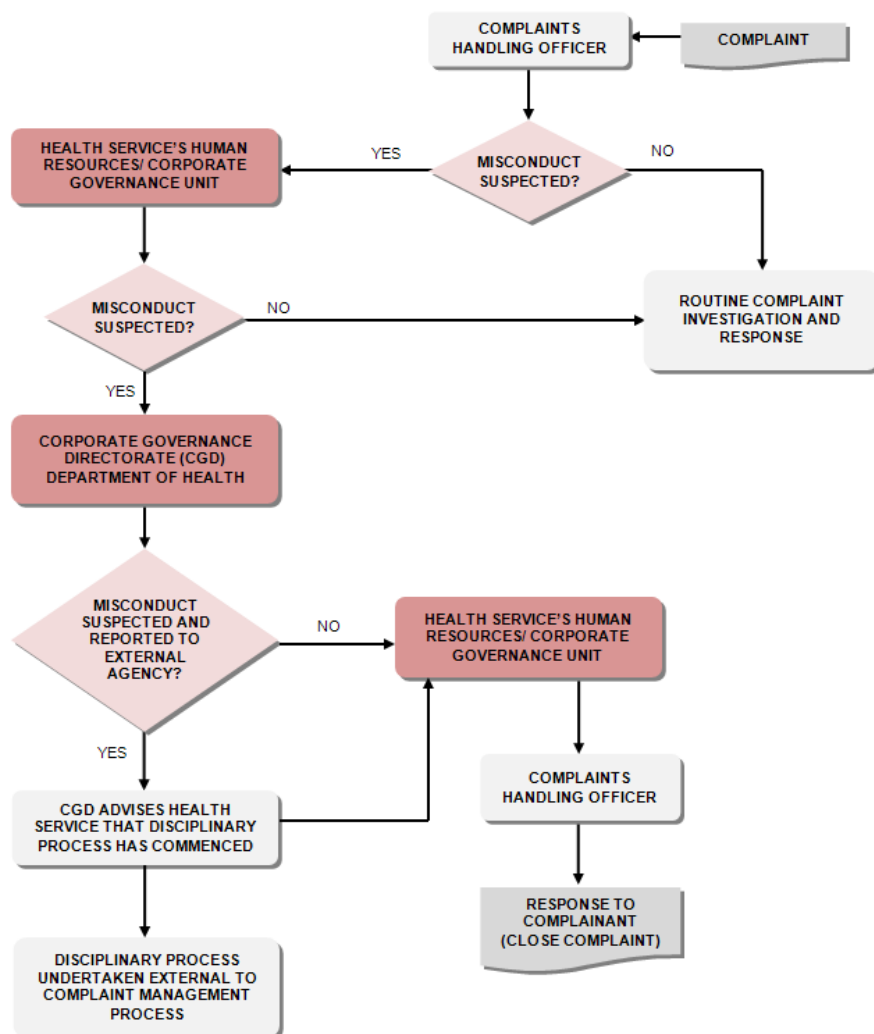 COMPLAINTS
HANDLING OFFICER
COMPLAINT
HEALTH SERVICE'S HUMAN
RESOURCES/ CORPORATE
GOVERNANCE UNIT
YES
MISCONDUCT
SUSPECTED?
NO
MISCONDUCT
SUSPECTED?
NO
ROUTINE COMPLAINT
INVESTIGATION AND
RESPONSE
YES
CORPORATE GOVERNANCE
DIRECTORATE (CGD)
DEPARTMENT OF HEALTH
MISCONDUCT
SUSPECTED AND
REPORTED TO
EXTERNAL
AGENCY?
NO
HEALTH SERVICE'S HUMAN
RESOURCES/ CORPORATE
GOVERNANCE UNIT
YES
COMPLAINTS
HANDLING OFFICER
CGD ADVISES HEALTH
SERVICE THAT DISCIPLINARY
PROCESS HAS COMMENCED
RESPONSE TO
COMPLAINANT
(CLOSE COMPLAINT)
DISCIPLINARY PROCESS
UNDERTAKEN EXTERNAL TO
COMPLAINT MANAGEMENT
PROCESS